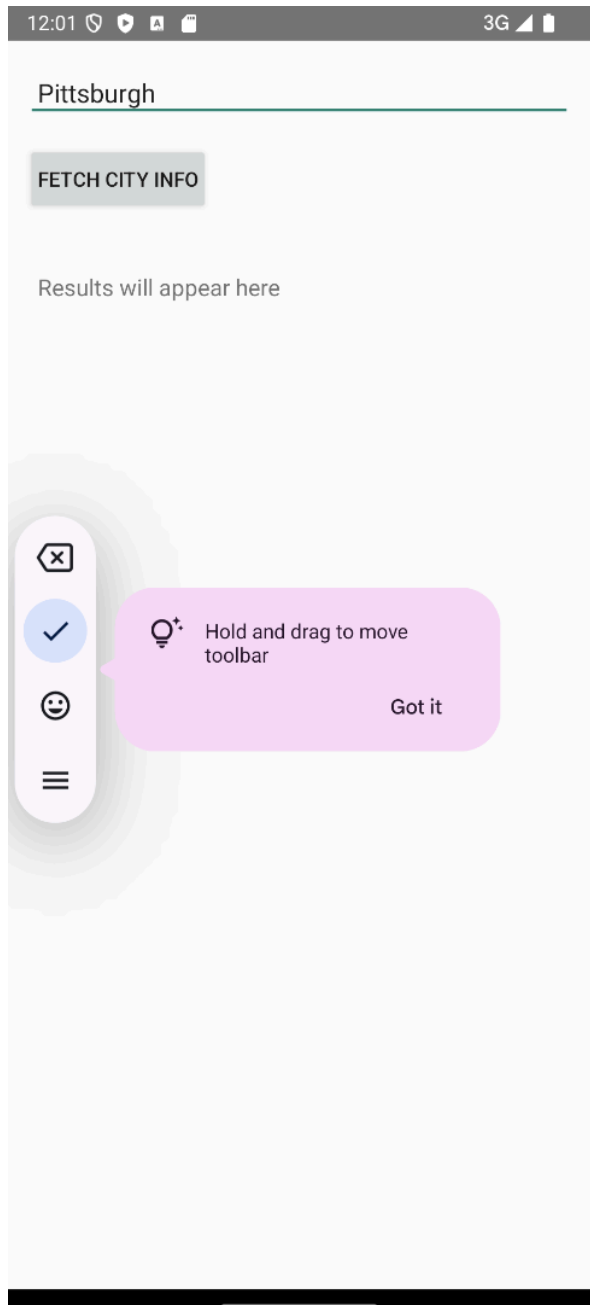 12:01 3G
Pittsburgh
FETCH CITY INFO
Results will appear here
Hold and drag to move
toolbar
Got it